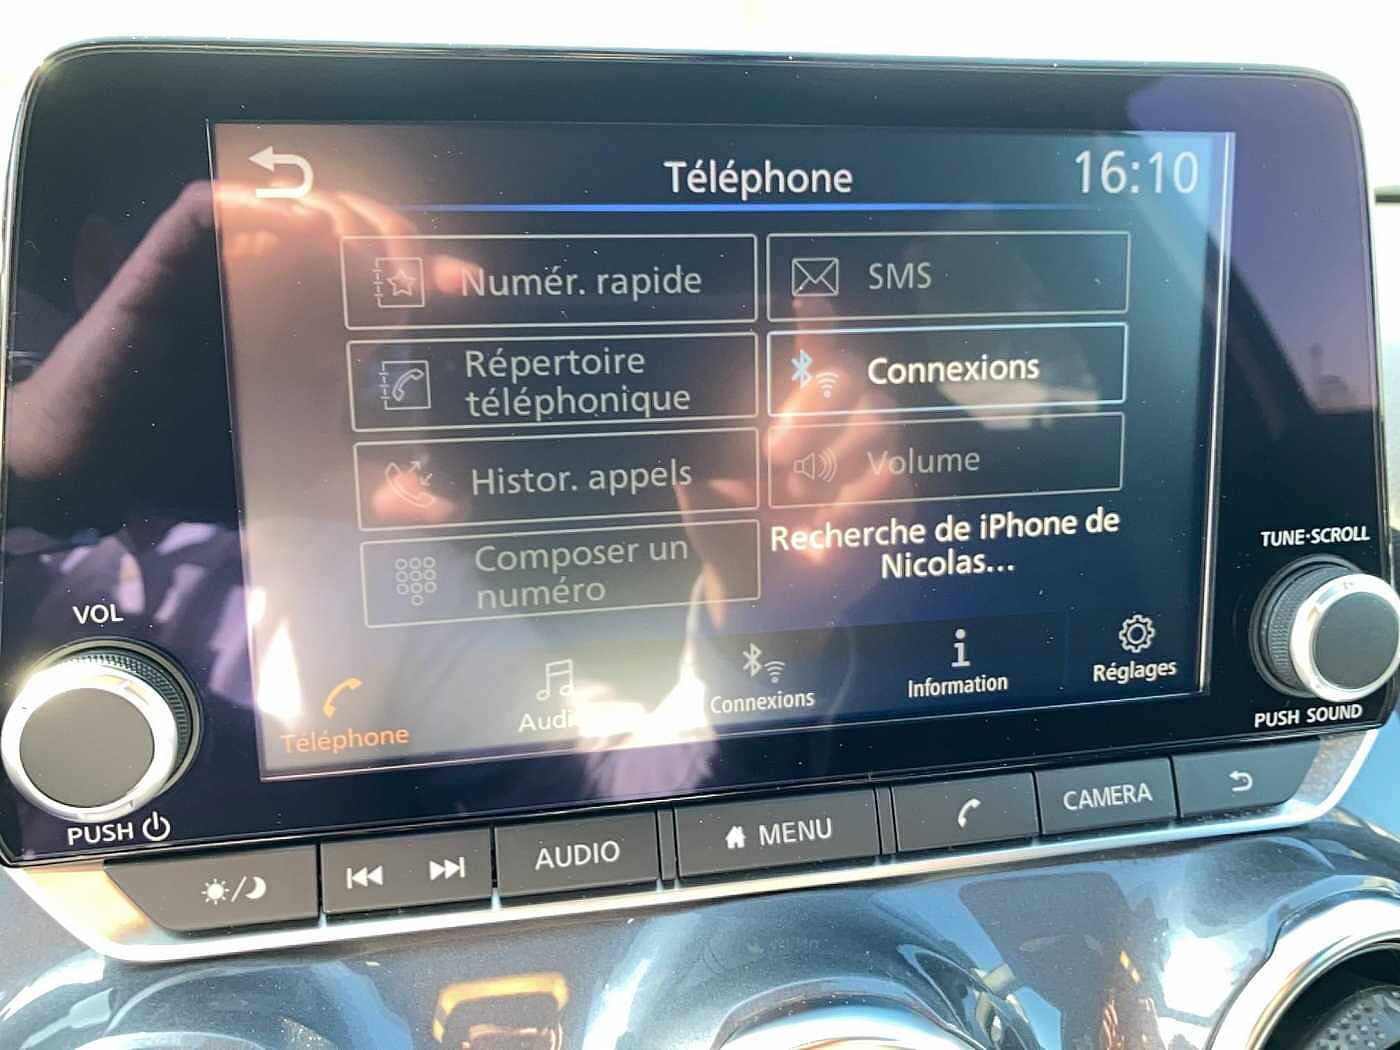 Téléphone
16:10
Numér. rapide
SMS
Répertoire
téléphonique
Connexions
Histor. appels
Volume
Composer un
numéro
Recherche de iPhone de
Nicolas...
Téléphone
Audio
Connexions
Information
Réglages
VOL
PUSH
TUNE·SCROLL
PUSH SOUND
AUDIO
MENU
CAMERA